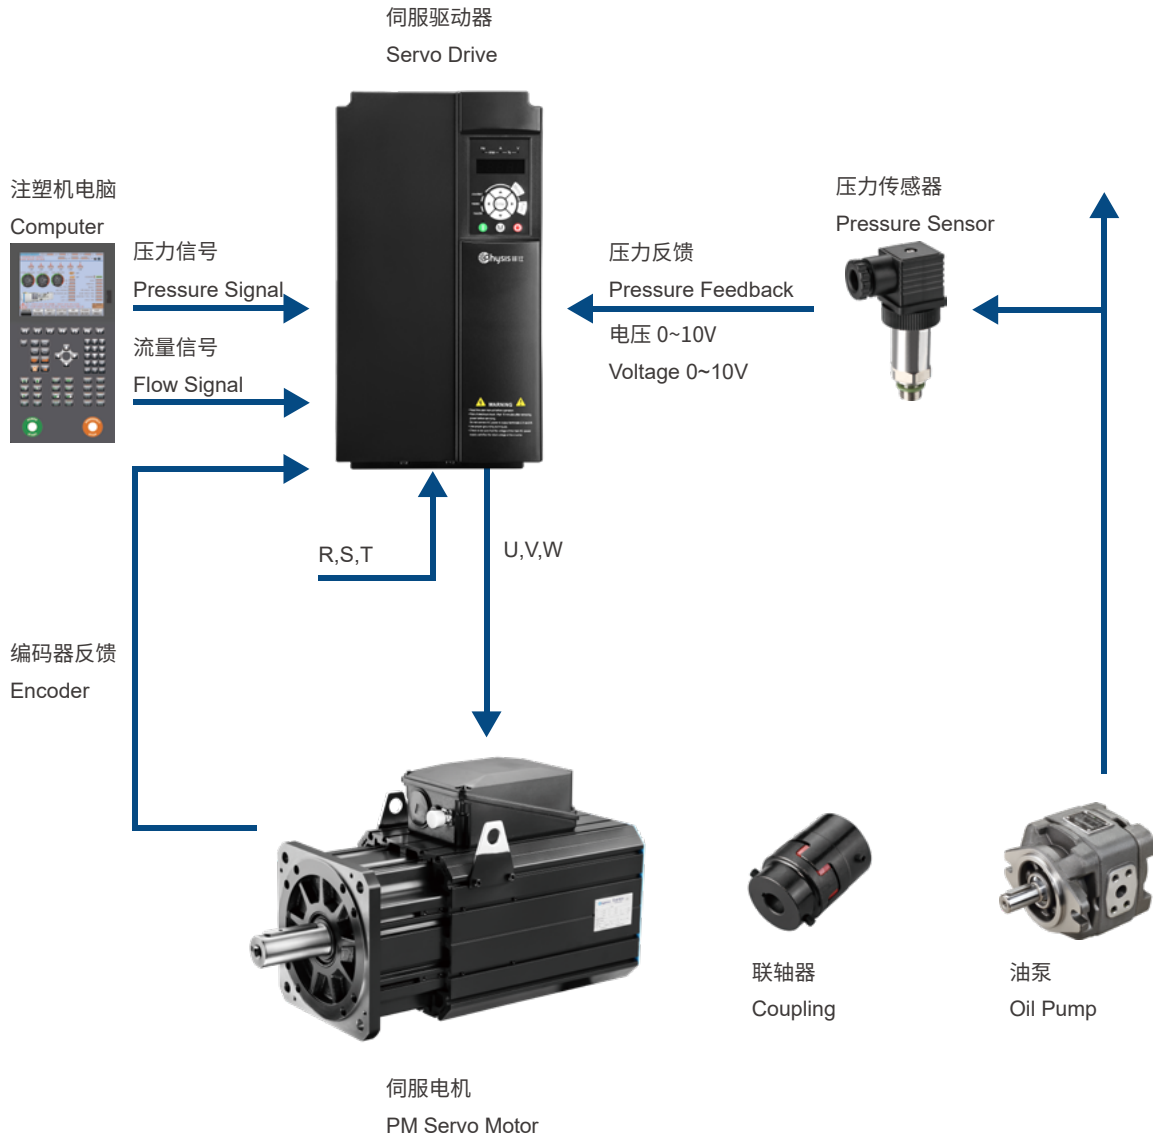 伺服驱动器
Servo Drive
注塑机电脑
Computer
压力信号
Pressure Signal
流量信号
Flow Signal
压力反馈
Pressure Feedback
电压 0~10V
Voltage 0~10V
压力传感器
Pressure Sensor
WARNING
R,S,T
U,V,W
编码器反馈
Encoder
联轴器
Coupling
油泵
Oil Pump
伺服电机
PM Servo Motor